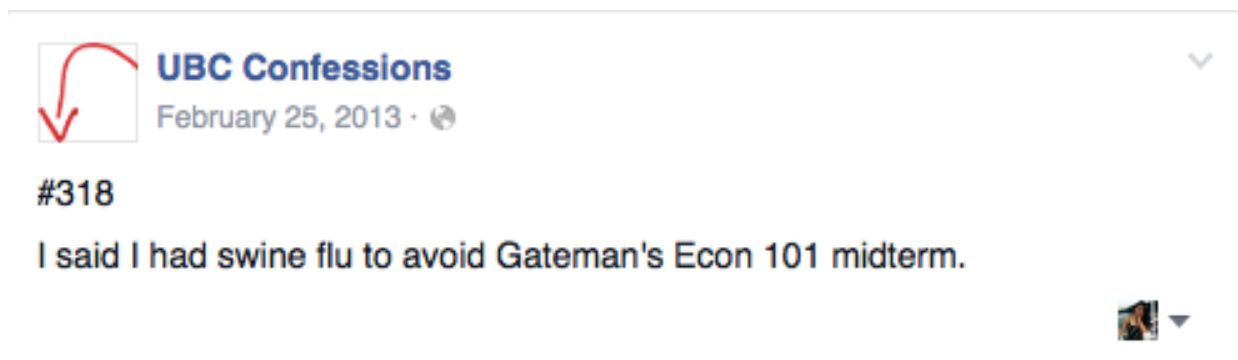 UBC Confessions
February 25, 2013 ·
#318
I said I had swine flu to avoid Gateman's Econ 101 midterm.